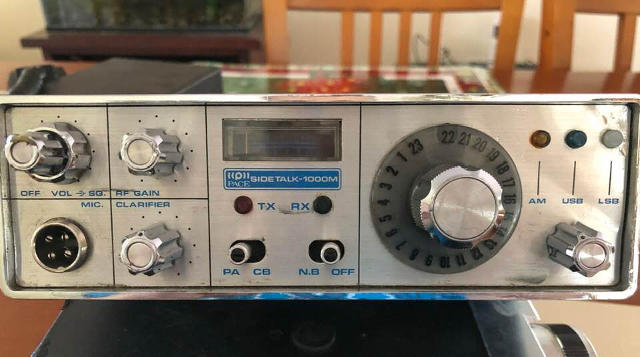 OFF VOL → SQ.
RF GAIN
MIC.
CLARIFIER
PACE
SIDETALK-1000M
TX RX
PA CB
N.B OFF
1 2 3 4 5 6 7 8 9 10 11 12 13 14 15 16 17 18 19 20 21 22 23
AM USB LSB